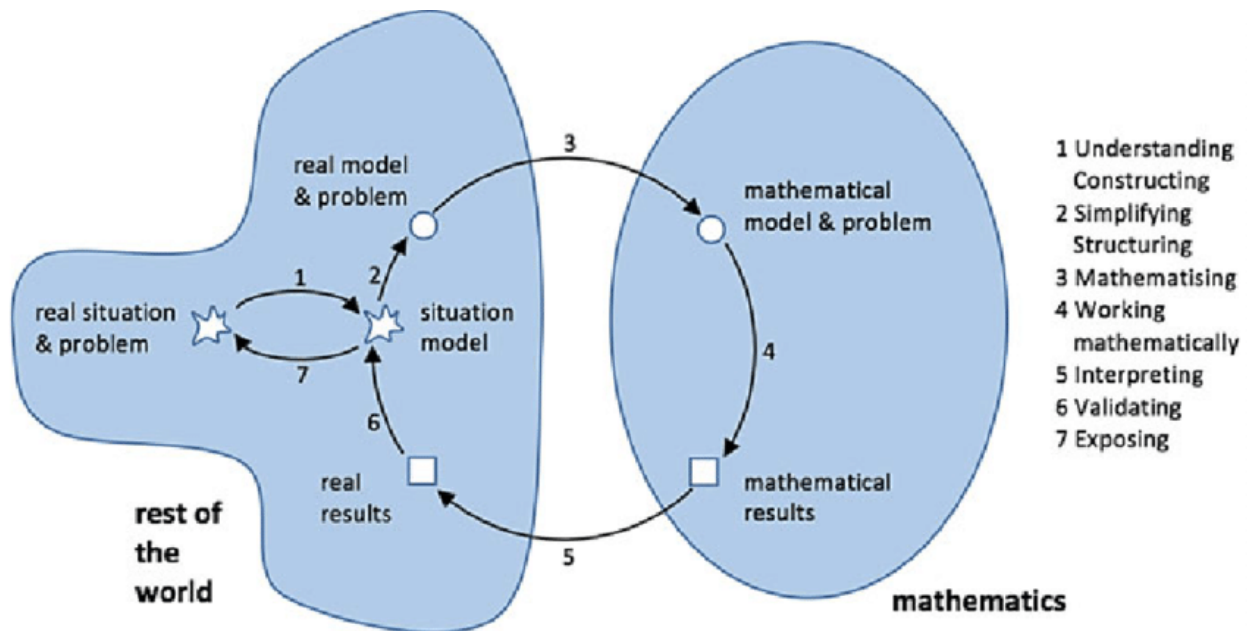 real model
& problem
3
mathematical
model & problem
1
2
real situation
& problem
situation
model
7
4
6
real
results
mathematical
results
5
rest of
the
world
mathematics
1 Understanding
Constructing
2 Simplifying
Structuring
3 Mathematising
4 Working
mathematically
5 Interpreting
6 Validating
7 Exposing